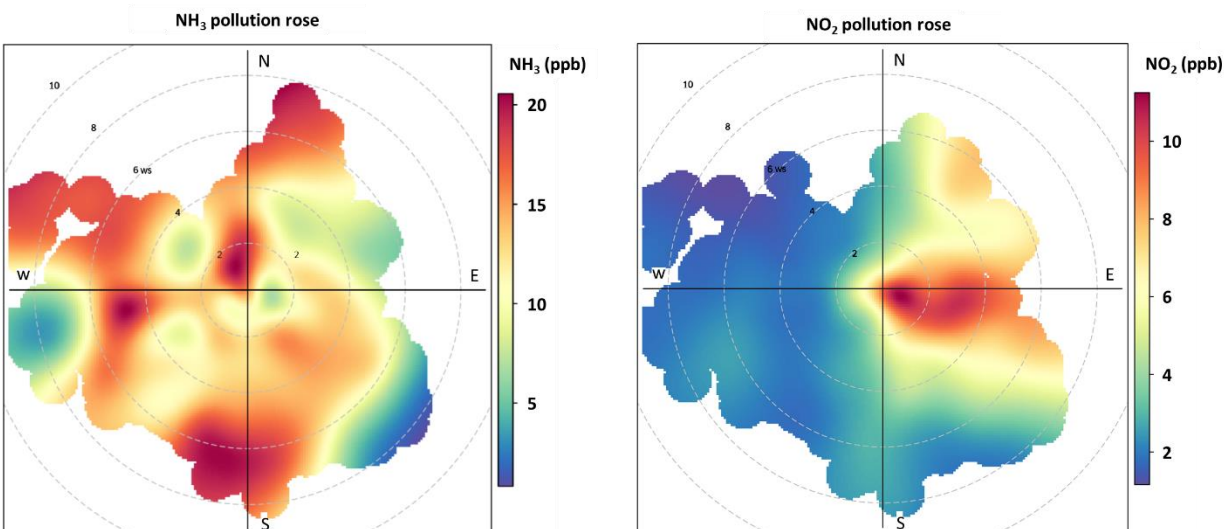 NH₃ pollution rose
N
10
8
6 ws
4
2
2
W
E
S
NH₃ (ppb)
20
15
10
5
NO₂ pollution rose
N
10
8
6 ws
4
2
W
E
S
NO₂ (ppb)
10
8
6
4
2